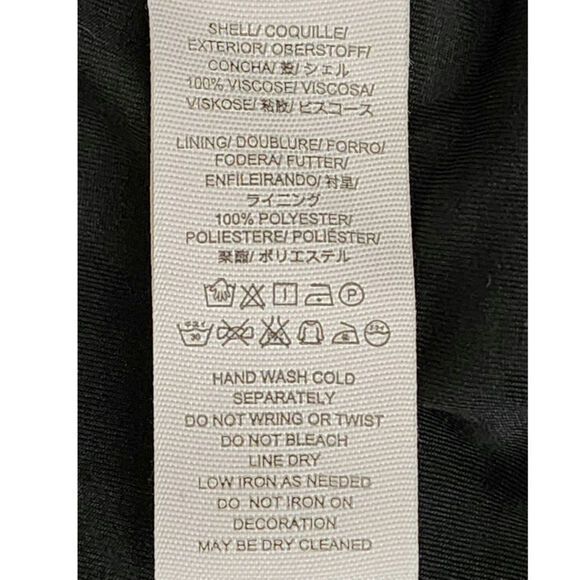 SHELL/ COQUILLE/
EXTERIOR/ OBERSTOFF/
CONCHA/ 殼/ シェル
100% VISCOSE/ VISCOSA/
VISKOSE/ 粘胶/ ビスコース
LINING/ DOUBLURE/ FORRO/
FODERA/ FUTTER/
ENFILEIRANDO/ 衬里/
ライニング
100% POLYESTER/
POLIESTERE/ POLIÉSTER/
聚酯/ ポリエステル
P
30
HAND WASH COLD
SEPARATELY
DO NOT WRING OR TWIST
DO NOT BLEACH
LINE DRY
LOW IRON AS NEEDED
DO NOT IRON ON
DECORATION
MAY BE DRY CLEANED